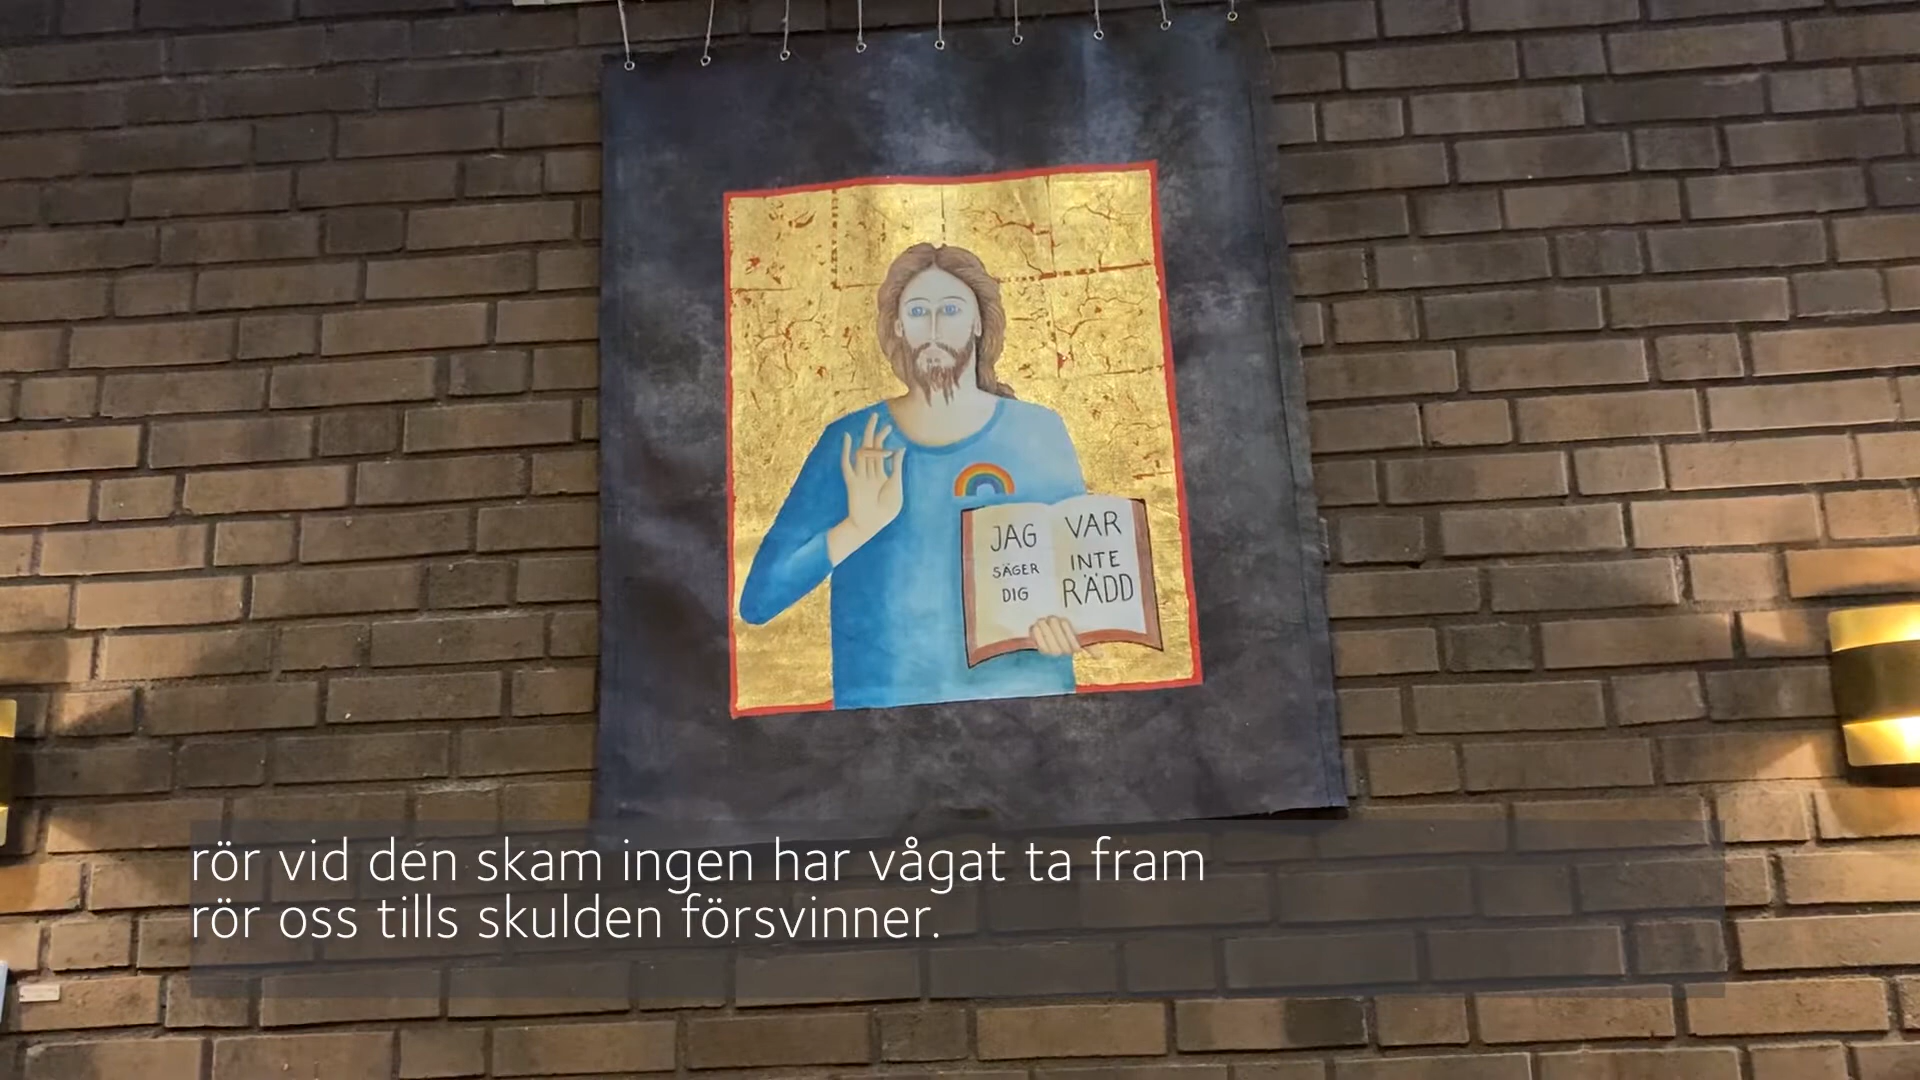 JAG
SÄGER
DIG
VAR
INTE
RÄDD
rör vid den skam ingen har vågat ta fram
rör oss tills skulden försvinner.